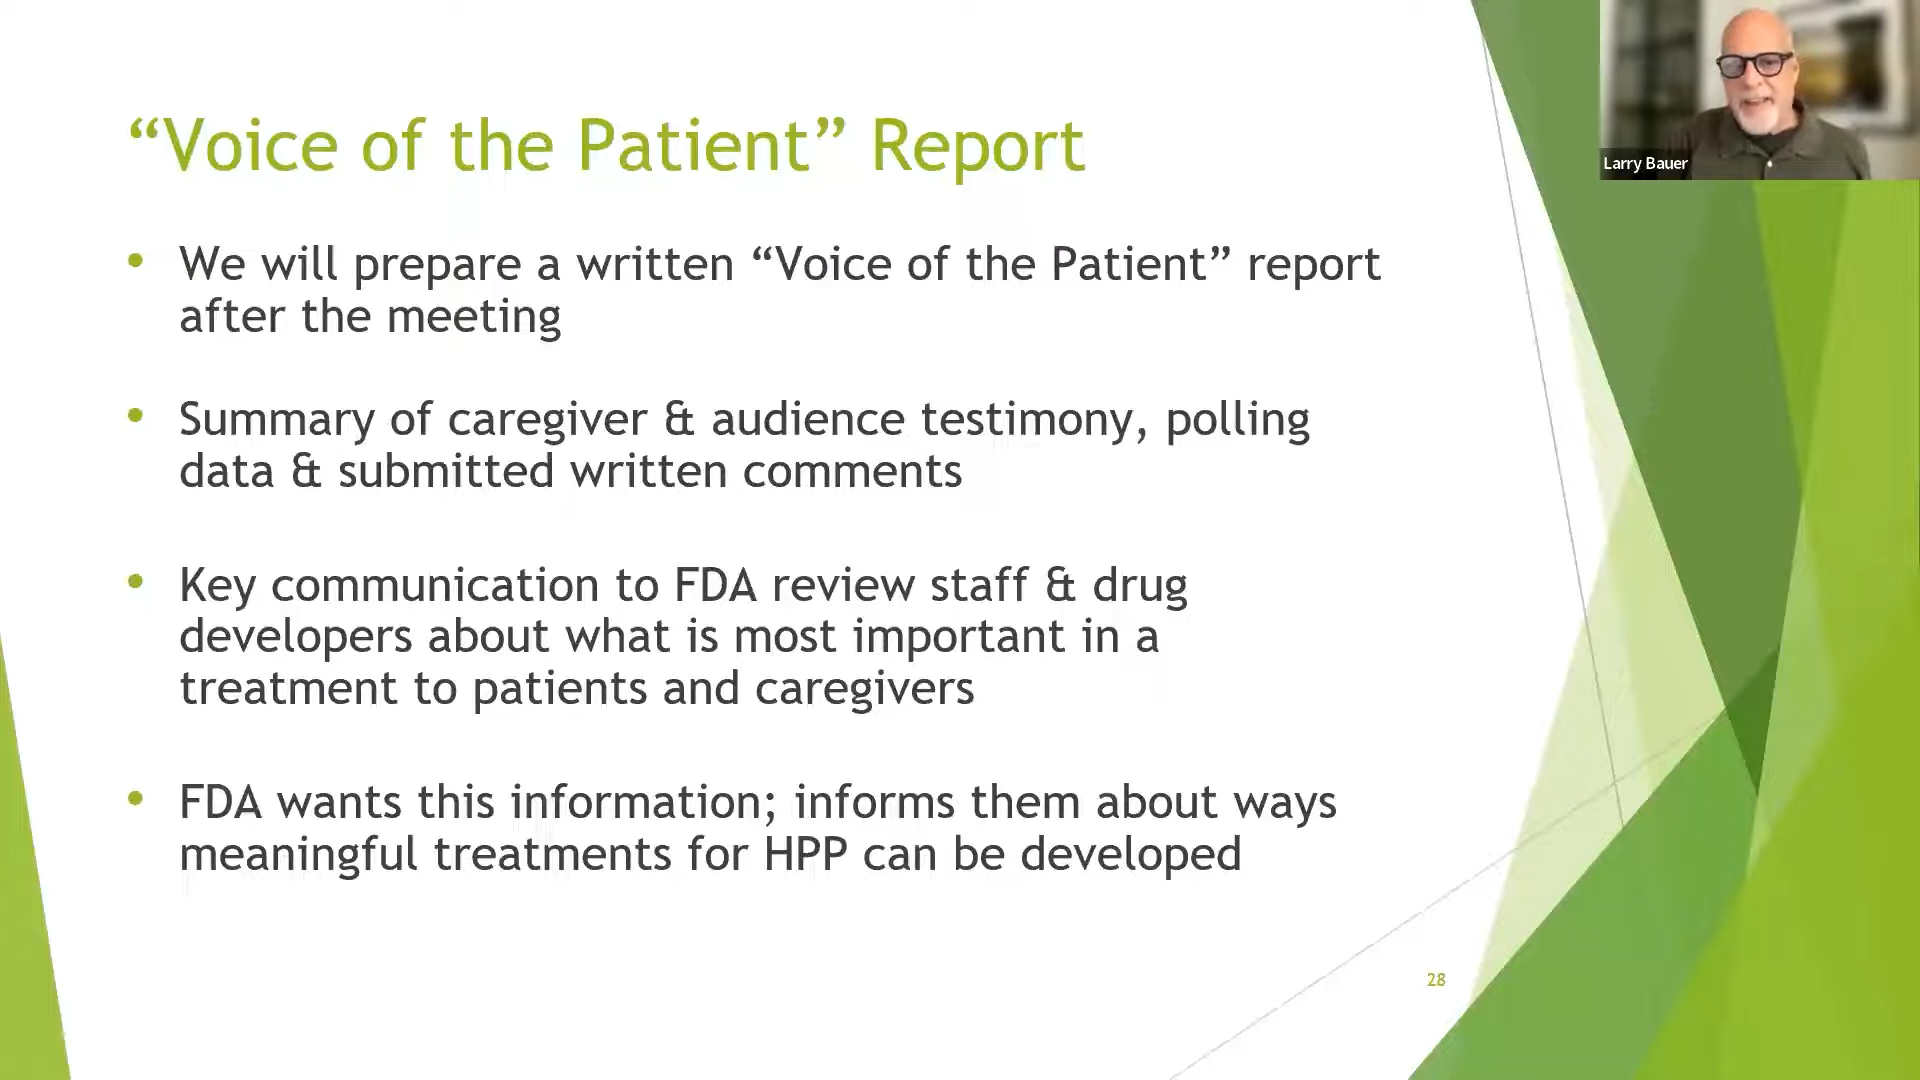 “Voice of the Patient” Report
Larry Bauer
• We will prepare a written “Voice of the Patient” report
after the meeting
• Summary of caregiver & audience testimony, polling
data & submitted written comments
• Key communication to FDA review staff & drug
developers about what is most important in a
treatment to patients and caregivers
• FDA wants this information; informs them about ways
meaningful treatments for HPP can be developed
28